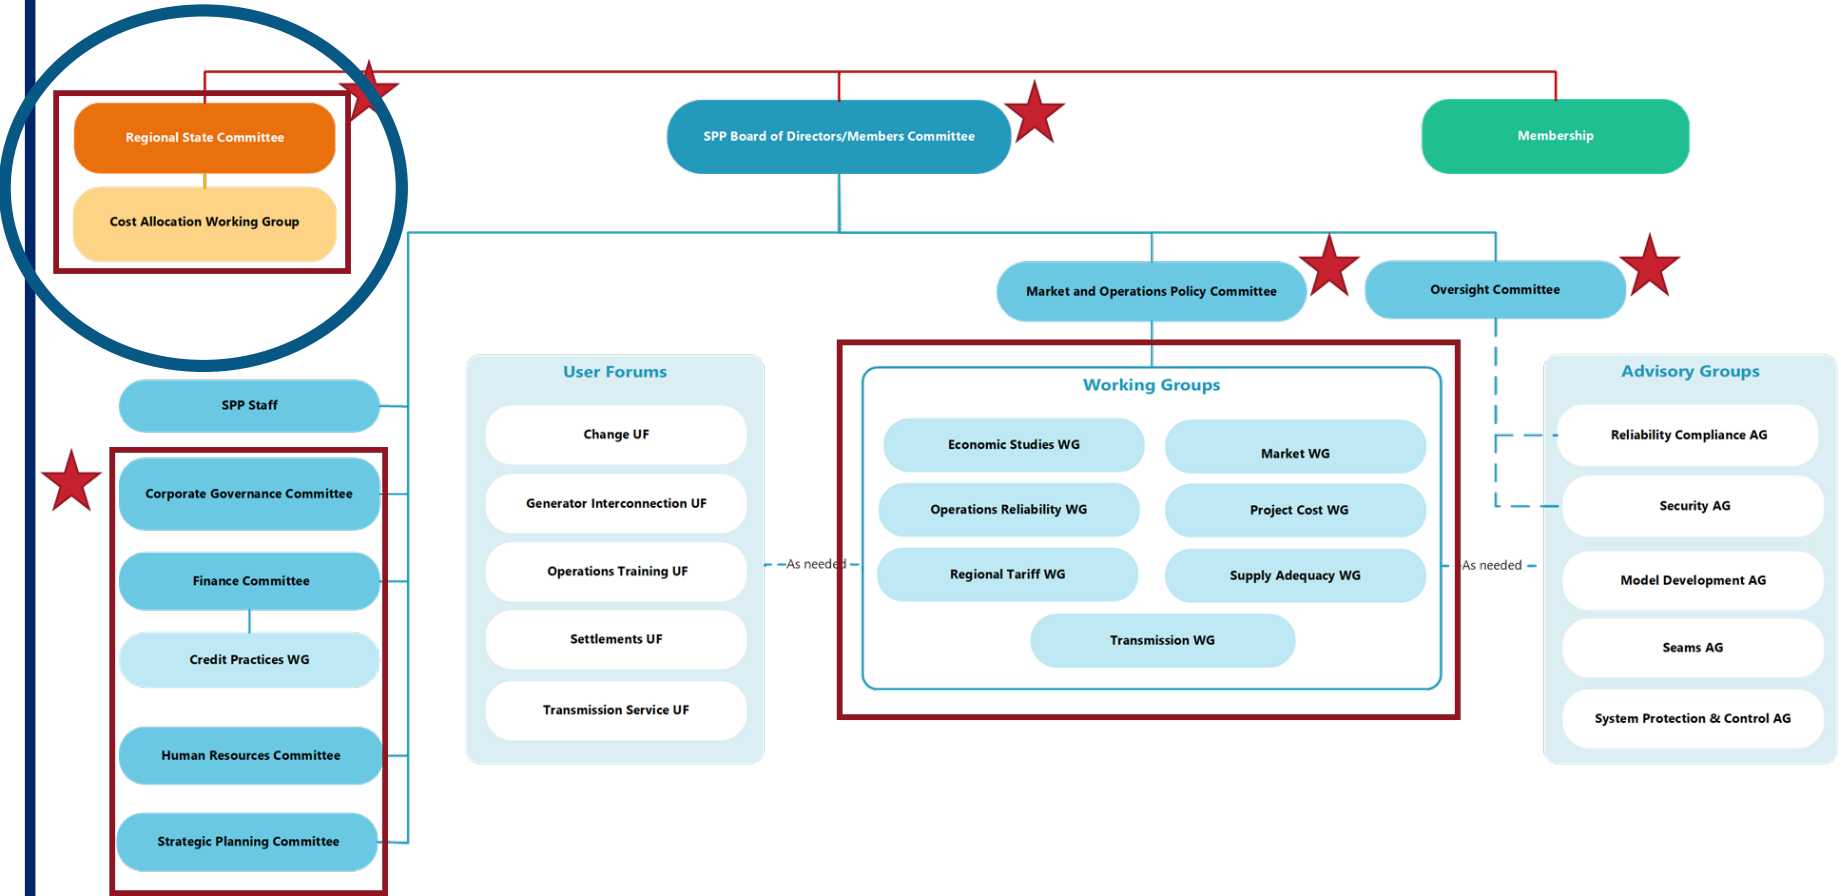 Regional State Committee
SPP Board of Directors/Members Committee
Membership
Cost Allocation Working Group
Market and Operations Policy Committee
Oversight Committee
SPP Staff
Corporate Governance Committee
Finance Committee
Credit Practices WG
Human Resources Committee
Strategic Planning Committee
User Forums
Change UF
Generator Interconnection UF
Operations Training UF
Settlements UF
Transmission Service UF
As needed
Working Groups
Economic Studies WG
Market WG
Operations Reliability WG
Project Cost WG
Regional Tariff WG
Supply Adequacy WG
Transmission WG
As needed
Advisory Groups
Reliability Compliance AG
Security AG
Model Development AG
Seams AG
System Protection & Control AG